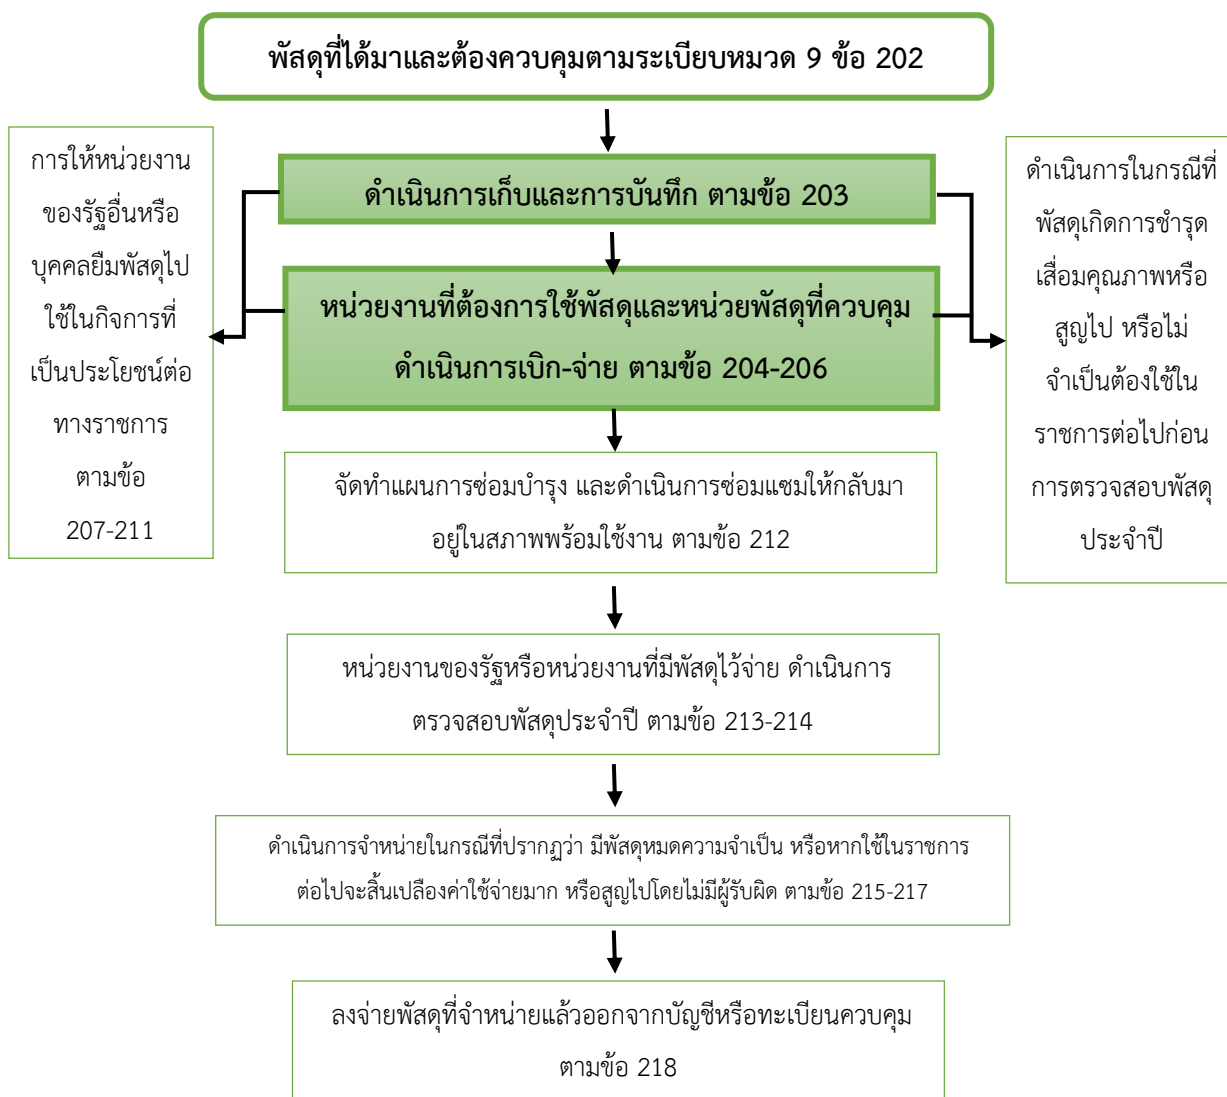 พัสดุที่ได้มาและต้องควบคุมตามระเบียบหมวด 9 ข้อ 202
ดำเนินการเก็บและการบันทึก ตามข้อ 203
การให้หน่วยงาน
ของรัฐอื่นหรือ
บุคคลยืมพัสดุไป
ใช้ในกิจการที่
เป็นประโยชน์ต่อ
ทางราชการ
ตามข้อ
207-211
หน่วยงานที่ต้องการใช้พัสดุและหน่วยพัสดุที่ควบคุม
ดำเนินการเบิก-จ่าย ตามข้อ 204-206
ดำเนินการในกรณีที่
พัสดุเกิดการชำรุด
เสื่อมคุณภาพหรือ
สูญไป หรือไม่
จำเป็นต้องใช้ใน
ราชการต่อไปก่อน
การตรวจสอบพัสดุ
ประจำปี
จัดทำแผนการซ่อมบำรุง และดำเนินการซ่อมแซมให้กลับมา
อยู่ในสภาพพร้อมใช้งาน ตามข้อ 212
หน่วยงานของรัฐหรือหน่วยงานที่มีพัสดุไว้จ่าย ดำเนินการ
ตรวจสอบพัสดุประจำปี ตามข้อ 213-214
ดำเนินการจำหน่ายในกรณีที่ปรากฏว่า มีพัสดุหมดความจำเป็น หรือหากใช้ในราชการ
ต่อไปจะสิ้นเปลืองค่าใช้จ่ายมาก หรือสูญไปโดยไม่มีผู้รับผิด ตามข้อ 215-217
ลงจ่ายพัสดุที่จำหน่ายแล้วออกจากบัญชีหรือทะเบียนควบคุม
ตามข้อ 218